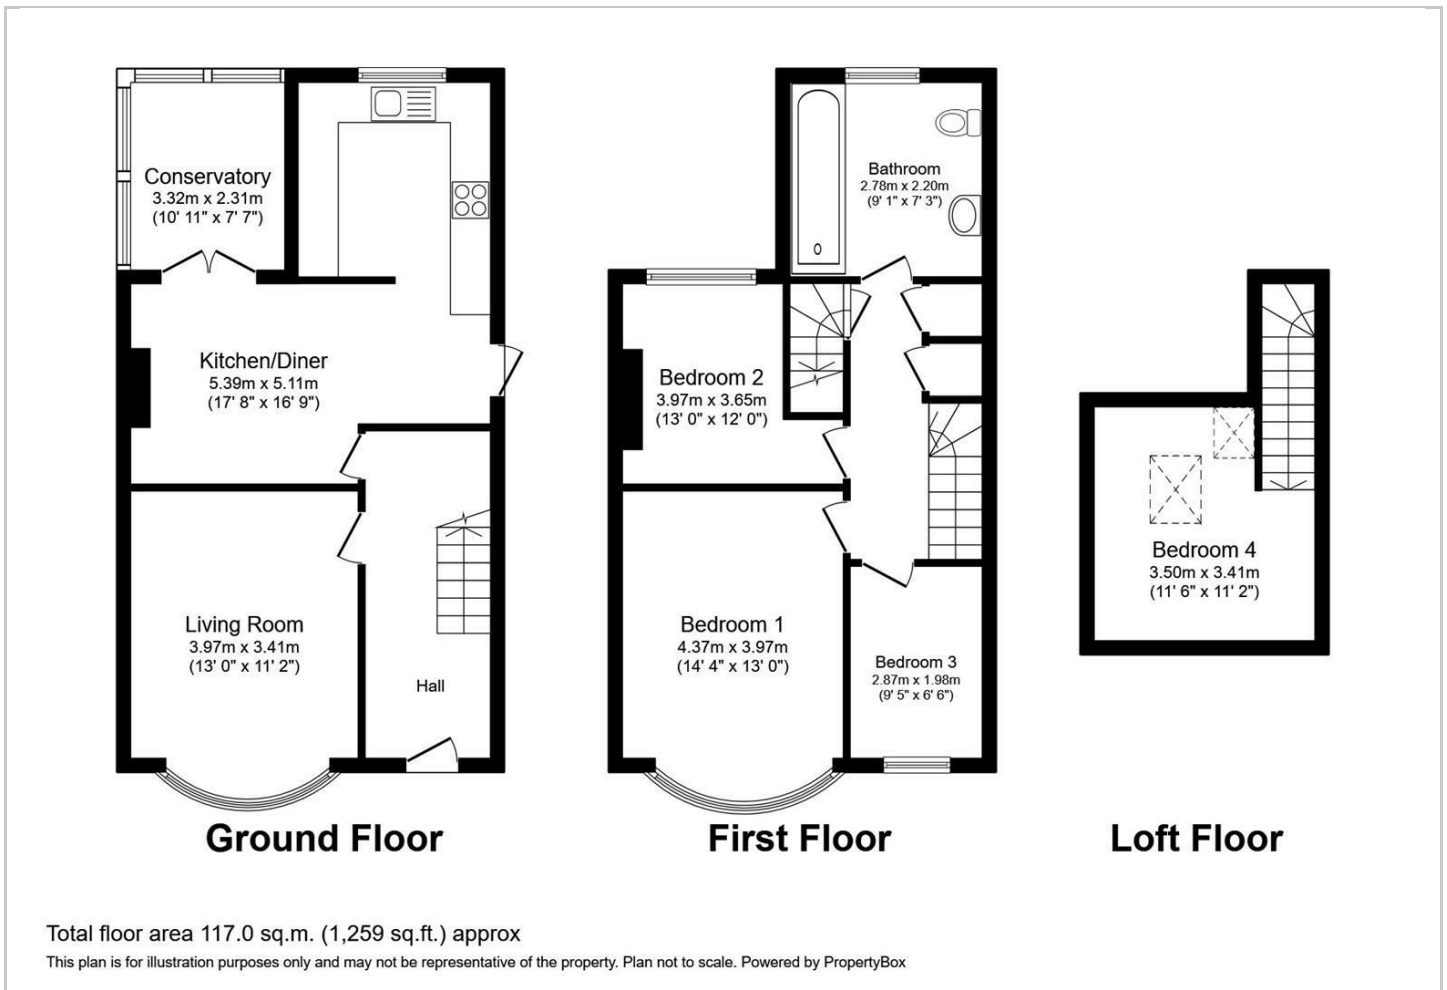 Conservatory
3.32m x 2.31m
(10' 11" x 7' 7")
Kitchen/Diner
5.39m x 5.11m
(17' 8" x 16' 9")
Living Room
3.97m x 3.41m
(13' 0" x 11' 2")
Hall
Ground Floor
Bathroom
2.78m x 2.20m
(9' 1" x 7' 3")
Bedroom 2
3.97m x 3.65m
(13' 0" x 12' 0")
Bedroom 1
4.37m x 3.97m
(14' 4" x 13' 0")
Bedroom 3
2.87m x 1.98m
(9' 5" x 6' 6")
First Floor
Bedroom 4
3.50m x 3.41m
(11' 6" x 11' 2")
Loft Floor
Total floor area 117.0 sq.m. (1,259 sq.ft.) approx
This plan is for illustration purposes only and may not be representative of the property. Plan not to scale. Powered by PropertyBox